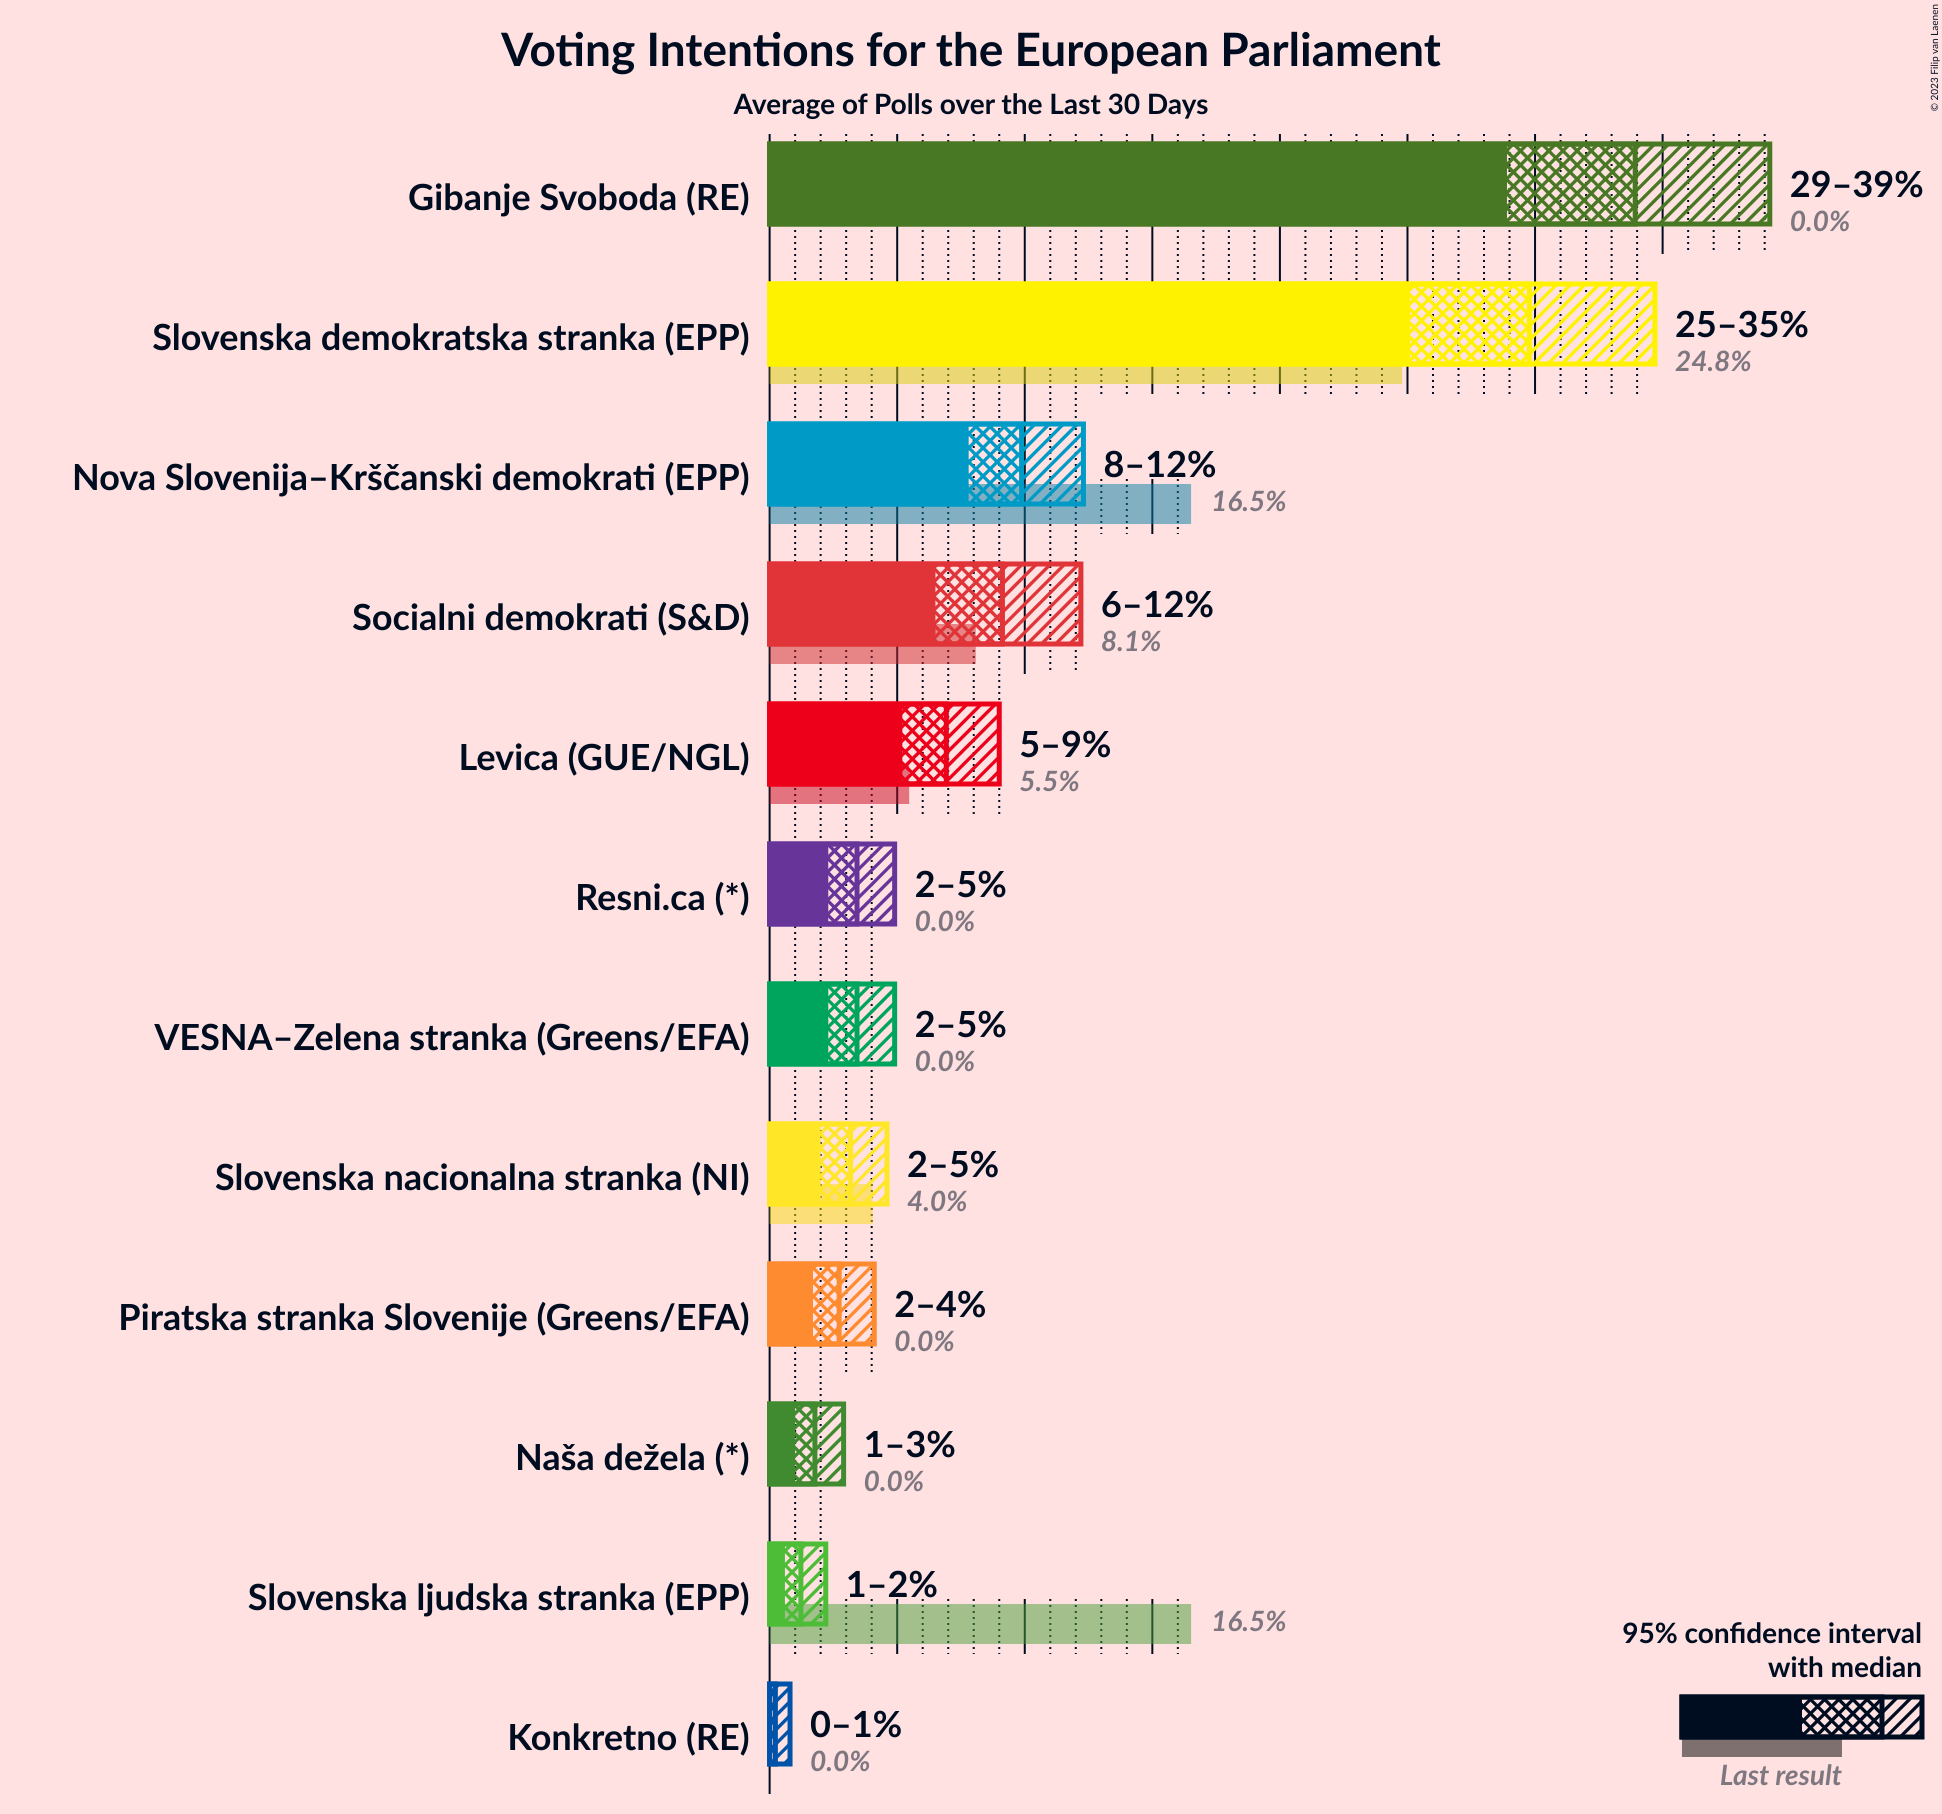 Voting Intentions for the European Parliament
Average of Polls over the Last 30 Days
© 2023 Filip van Laenen
Gibanje Svoboda (RE)
29–39%
0.0%
Slovenska demokratska stranka (EPP)
25–35%
24.8%
Nova Slovenija–Krščanski demokrati (EPP)
8–12%
16.5%
Socialni demokrati (S&D)
6–12%
8.1%
Levica (GUE/NGL)
5–9%
5.5%
Resni.ca (*)
2–5%
0.0%
VESNA–Zelena stranka (Greens/EFA)
2–5%
0.0%
Slovenska nacionalna stranka (NI)
2–5%
4.0%
Piratska stranka Slovenije (Greens/EFA)
2–4%
0.0%
Naša dežela (*)
1–3%
0.0%
Slovenska ljudska stranka (EPP)
1–2%
16.5%
Konkretno (RE)
0–1%
0.0%
95% confidence interval
with median
Last result